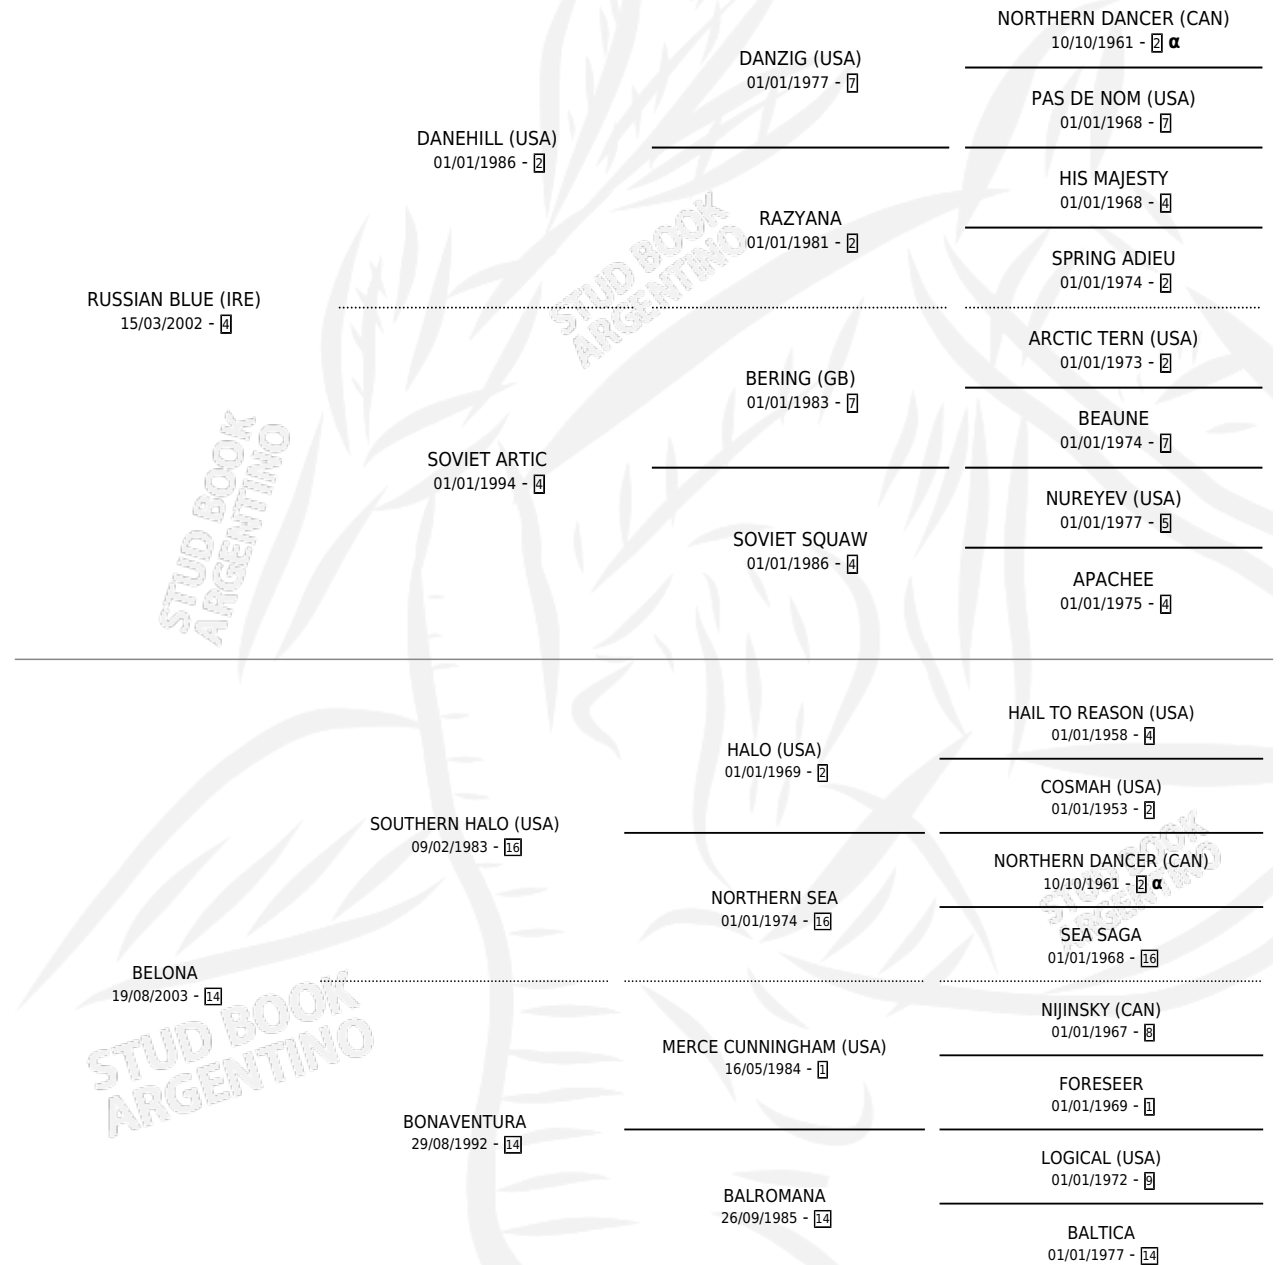 NORTHERN DANCER (CAN)
10/10/1961 - 2 α
DANZIG (USA)
01/01/1977 - 7
PAS DE NOM (USA)
01/01/1968 - 7
DANEHILL (USA)
01/01/1986 - 2
HIS MAJESTY
01/01/1968 - 4
RAZYANA
01/01/1981 - 2
SPRING ADIEU
01/01/1974 - 2
RUSSIAN BLUE (IRE)
15/03/2002 - 4
ARCTIC TERN (USA)
01/01/1973 - 2
BERING (GB)
01/01/1983 - 7
BEAUNE
01/01/1974 - 7
SOVIET ARTIC
01/01/1994 - 4
NUREYEV (USA)
01/01/1977 - 5
SOVIET SQUAW
01/01/1986 - 4
APACHEE
01/01/1975 - 4
HAIL TO REASON (USA)
01/01/1958 - 4
HALO (USA)
01/01/1969 - 2
COSMAH (USA)
01/01/1953 - 2
SOUTHERN HALO (USA)
09/02/1983 - 16
NORTHERN DANCER (CAN)
10/10/1961 - 2 α
NORTHERN SEA
01/01/1974 - 16
SEA SAGA
01/01/1968 - 16
BELONA
19/08/2003 - 14
NIJINSKY (CAN)
01/01/1967 - 8
MERCE CUNNINGHAM (USA)
16/05/1984 - 1
FORESEER
01/01/1969 - 1
BONAVENTURA
29/08/1992 - 14
LOGICAL (USA)
01/01/1972 - 9
BALROMANA
26/09/1985 - 14
BALTICA
01/01/1977 - 14
STUD BOOK
ARGENTINO
STUD BOOK
ARGENTINO
STUD BOOK
ARGENTINO
STUD BOOK
ARGENTINO